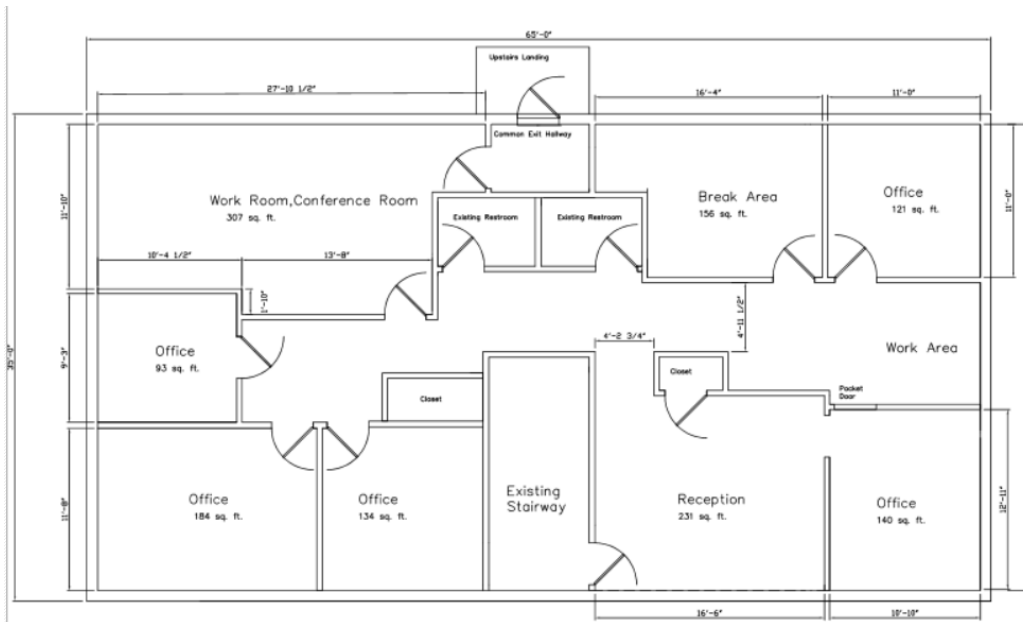 65'-0"
Upstairs Landing
27'-10 1/2"
16'-4"
11'-0"
Common Exit Hallway
Work Room,Conference Room
307 sq. ft.
Break Area
156 sq. ft.
Office
121 sq. ft.
11'-10"
11'-0"
Existing Restroom
Existing Restroom
10'-4 1/2"
13'-8"
1'-10"
4'-11 1/2"
4'-2 3/4"
35'-0"
9'-3"
Office
93 sq. ft.
Work Area
Closet
Closet
Pocket
Door
11'-8"
Office
184 sq. ft.
Office
134 sq. ft.
Existing
Stairway
Reception
231 sq. ft.
Office
140 sq. ft.
12'-11"
16'-6"
10'-10"